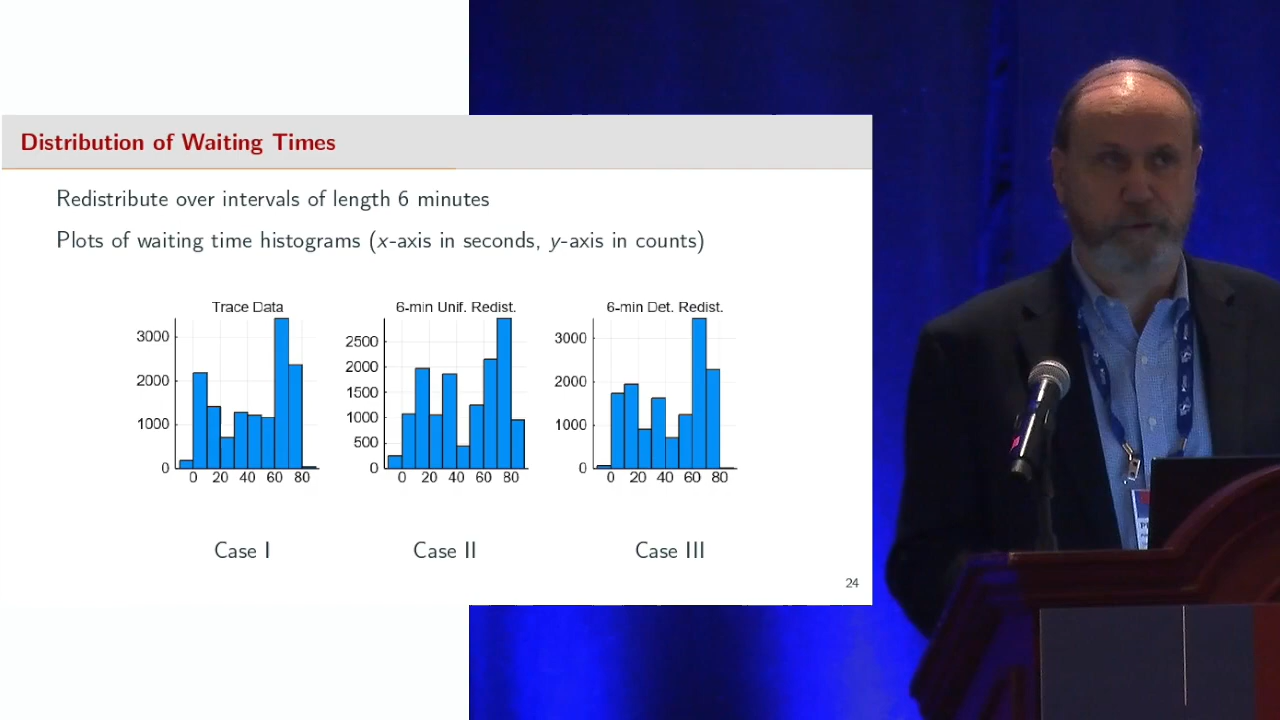 Distribution of Waiting Times
Redistribute over intervals of length 6 minutes
Plots of waiting time histograms (x-axis in seconds, y-axis in counts)
Trace Data
3000
2000
1000
0
0 20 40 60 80
6-min Unif. Redist.
2500
2000
1500
1000
500
0
0 20 40 60 80
6-min Det. Redist.
3000
2000
1000
0
0 20 40 60 80
Case I
Case II
Case III
24